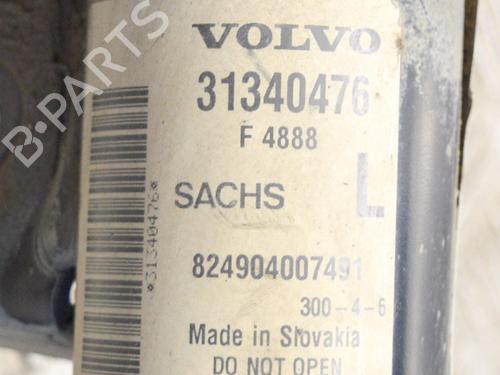 VOLVO
31340476
F 4888
SACHS L
824904007491
300-4-6
Made in Slovakia
DO NOT OPEN
*31340476*
B-PARTS